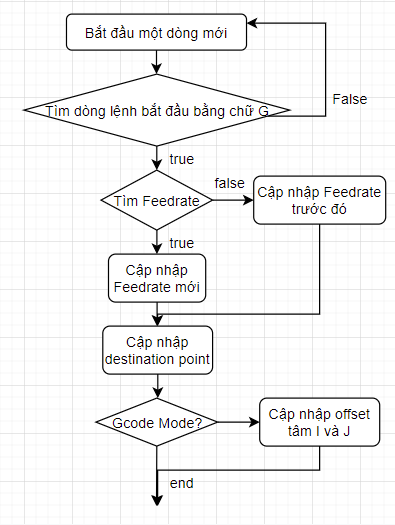 Bắt đầu một dòng mới
False
Tìm dòng lệnh bắt đầu bằng chữ G
true
false
Tìm Feedrate
Cập nhập Feedrate
trước đó
true
Cập nhập
Feedrate mới
Cập nhập
destination point
Gcode Mode?
Cập nhập offset
tâm I và J
end